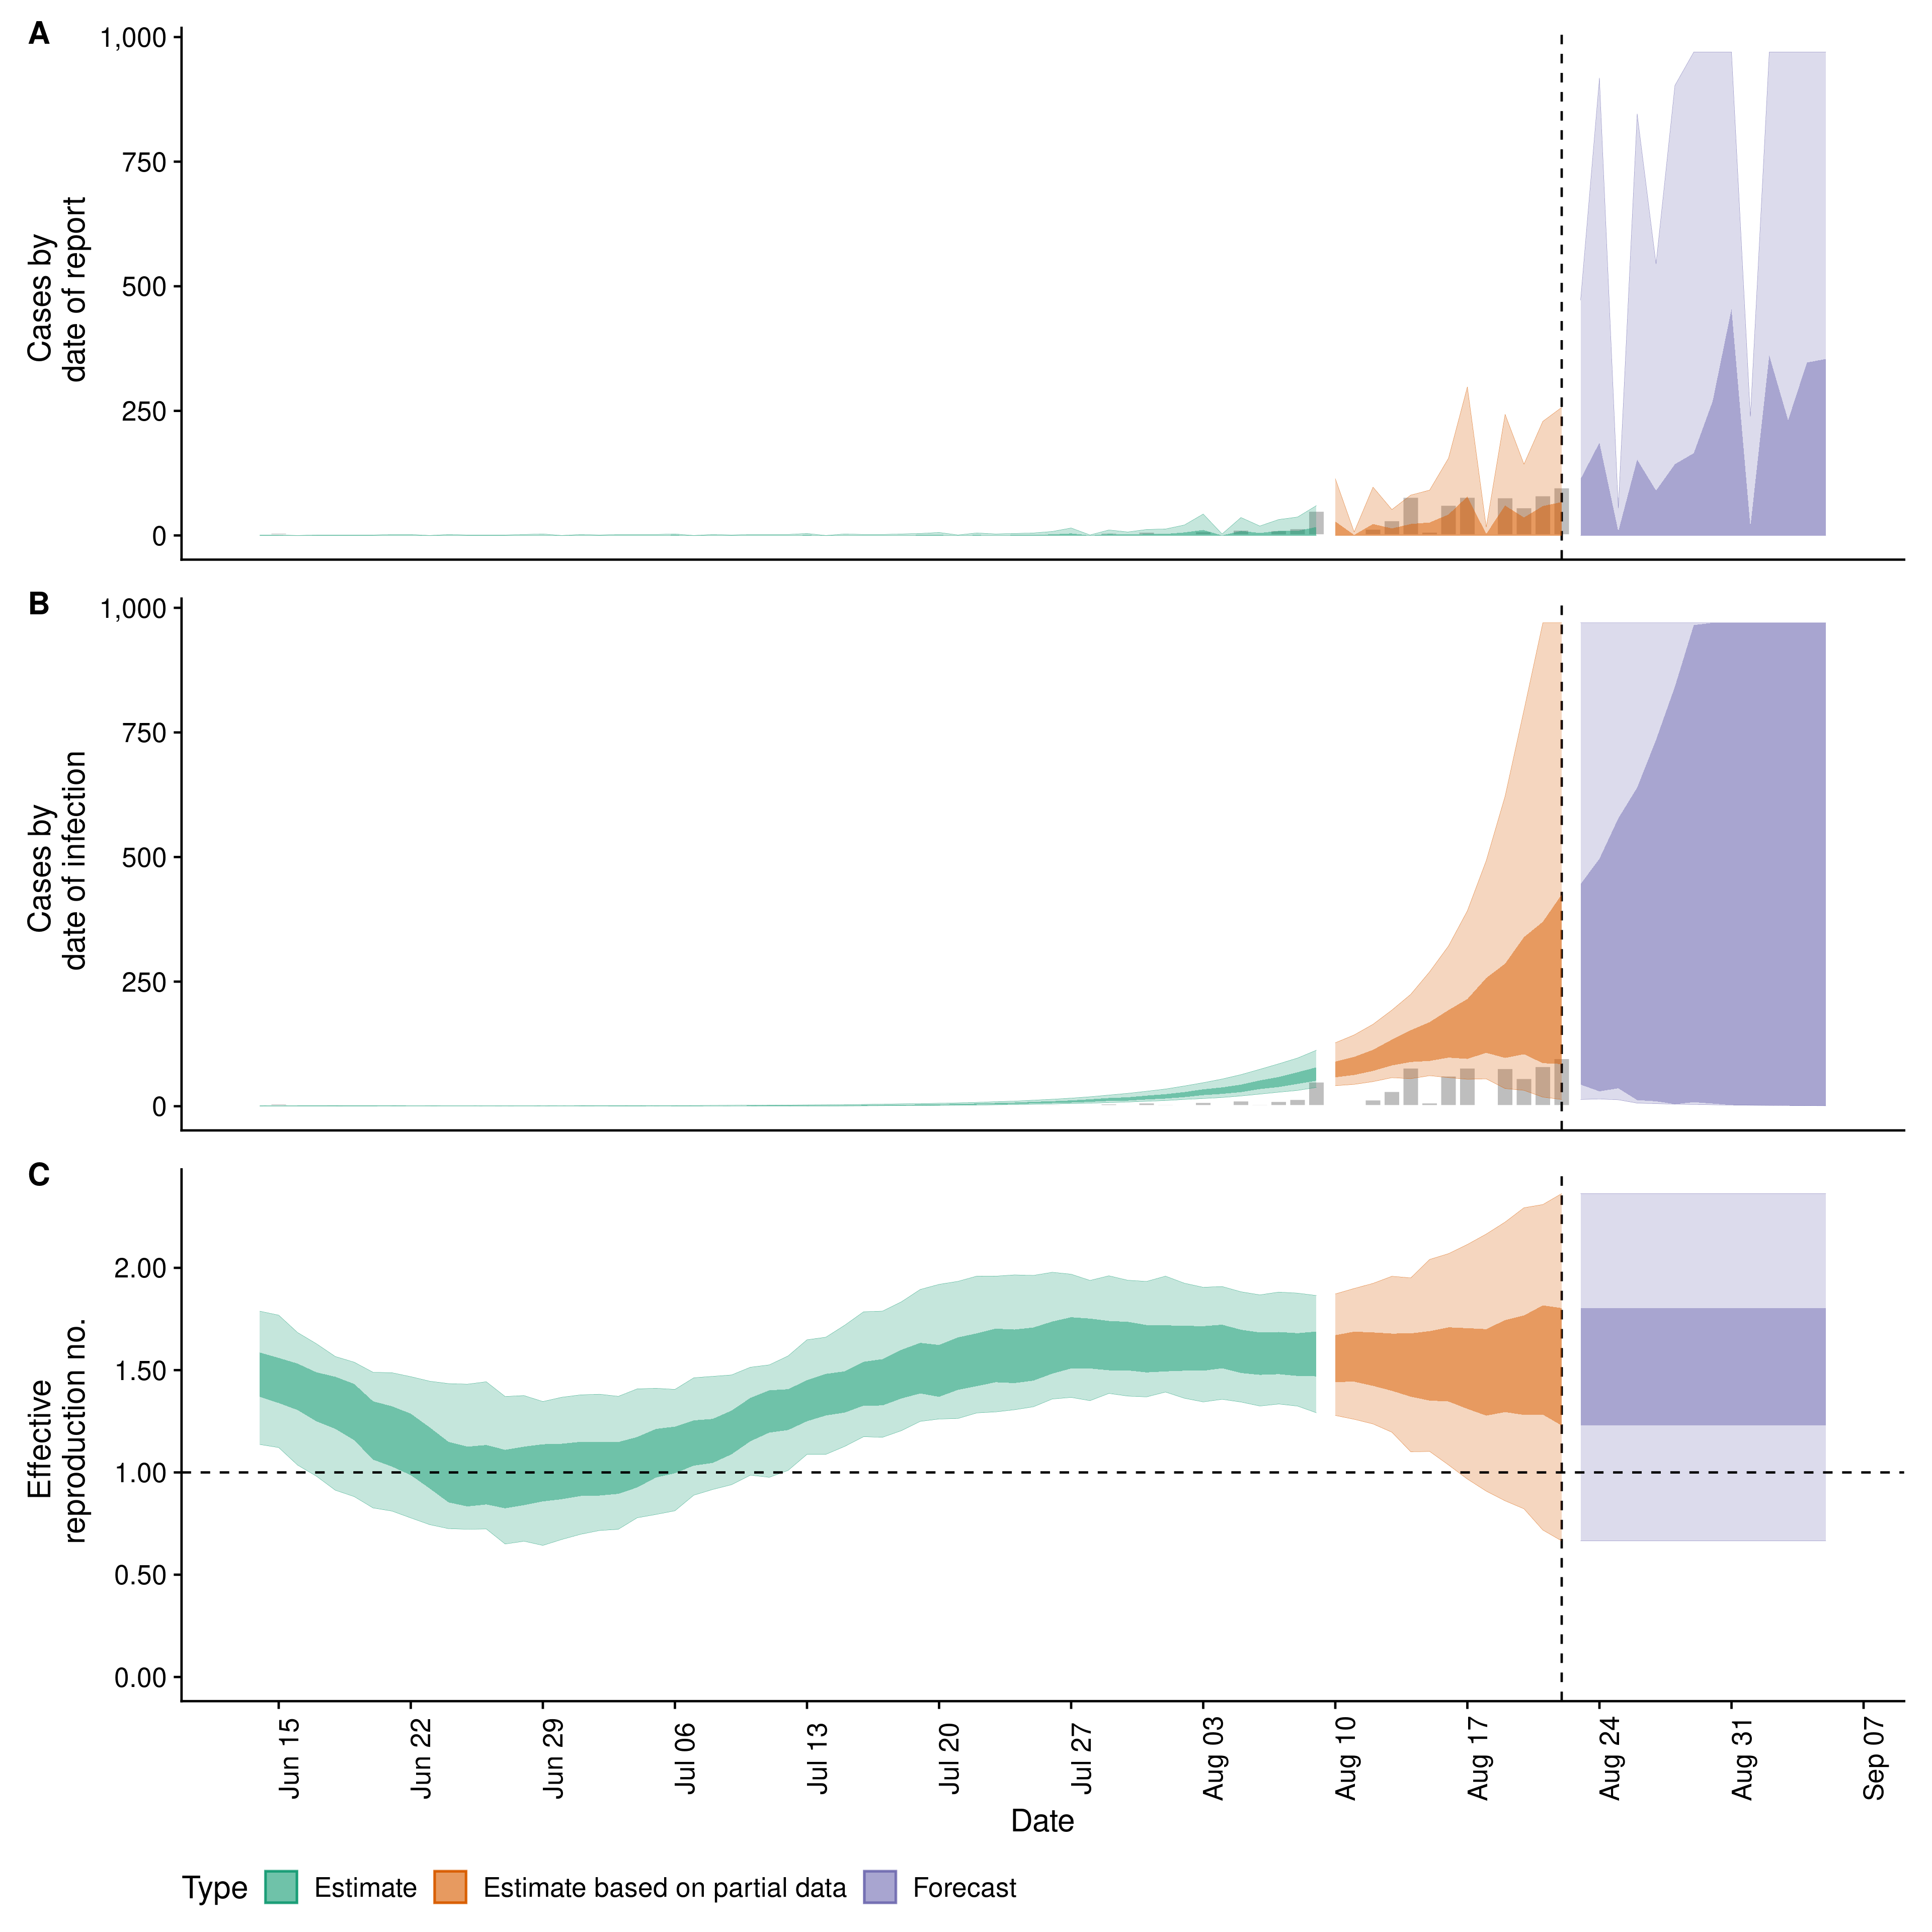 A
1,000
750
500
250
0
Cases by
date of report
B
1,000
750
500
250
0
Cases by
date of infection
C
2.00
1.50
1.00
0.50
0.00
Effective
reproduction no.
Jun 15
Jun 22
Jun 29
Jul 06
Jul 13
Jul 20
Jul 27
Aug 03
Aug 10
Aug 17
Aug 24
Aug 31
Sep 07
Date
Type Estimate Estimate based on partial data Forecast